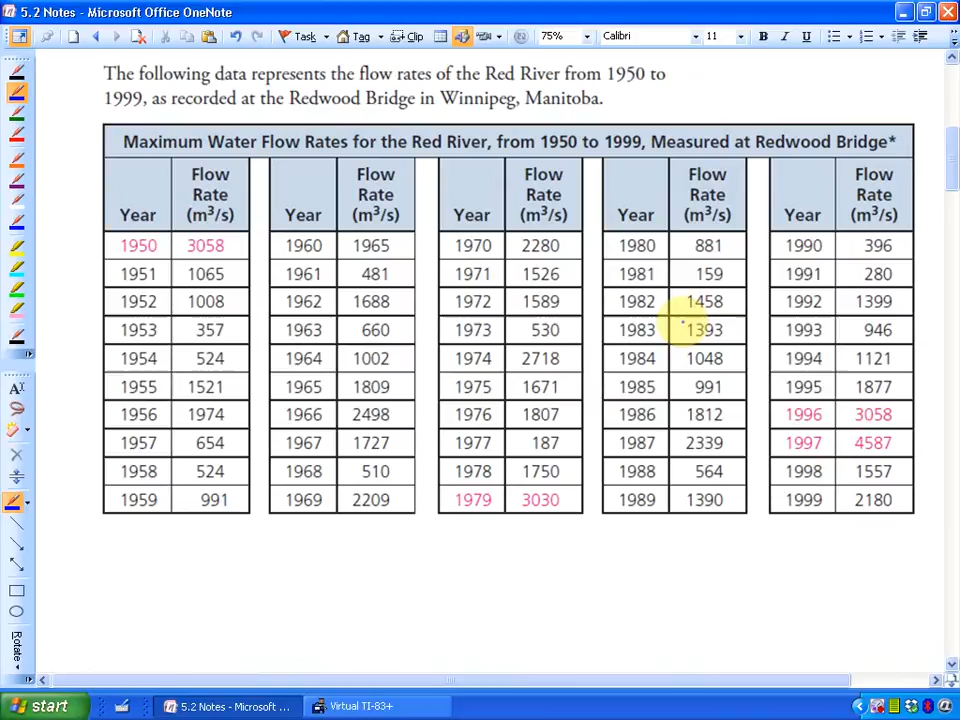 5.2 Notes - Microsoft Office OneNote
Task Tag Clip 75% Calibri 11 B I U
The following data represents the flow rates of the Red River from 1950 to
1999, as recorded at the Redwood Bridge in Winnipeg, Manitoba.
Maximum Water Flow Rates for the Red River, from 1950 to 1999, Measured at Redwood Bridge*
Year Flow Rate (m³/s) Year Flow Rate (m³/s) Year Flow Rate (m³/s) Year Flow Rate (m³/s) Year Flow Rate (m³/s)
1950 3058 1960 1965 1970 2280 1980 881 1990 396
1951 1065 1961 481 1971 1526 1981 159 1991 280
1952 1008 1962 1688 1972 1589 1982 1458 1992 1399
1953 357 1963 660 1973 530 1983 1393 1993 946
1954 524 1964 1002 1974 2718 1984 1048 1994 1121
1955 1521 1965 1809 1975 1671 1985 991 1995 1877
1956 1974 1966 2498 1976 1807 1986 1812 1996 3058
1957 654 1967 1727 1977 187 1987 2339 1997 4587
1958 524 1968 510 1978 1750 1988 564 1998 1557
1959 991 1969 2209 1979 3030 1989 1390 1999 2180
Rotate
start 5.2 Notes - Microsoft ... Virtual TI-83+